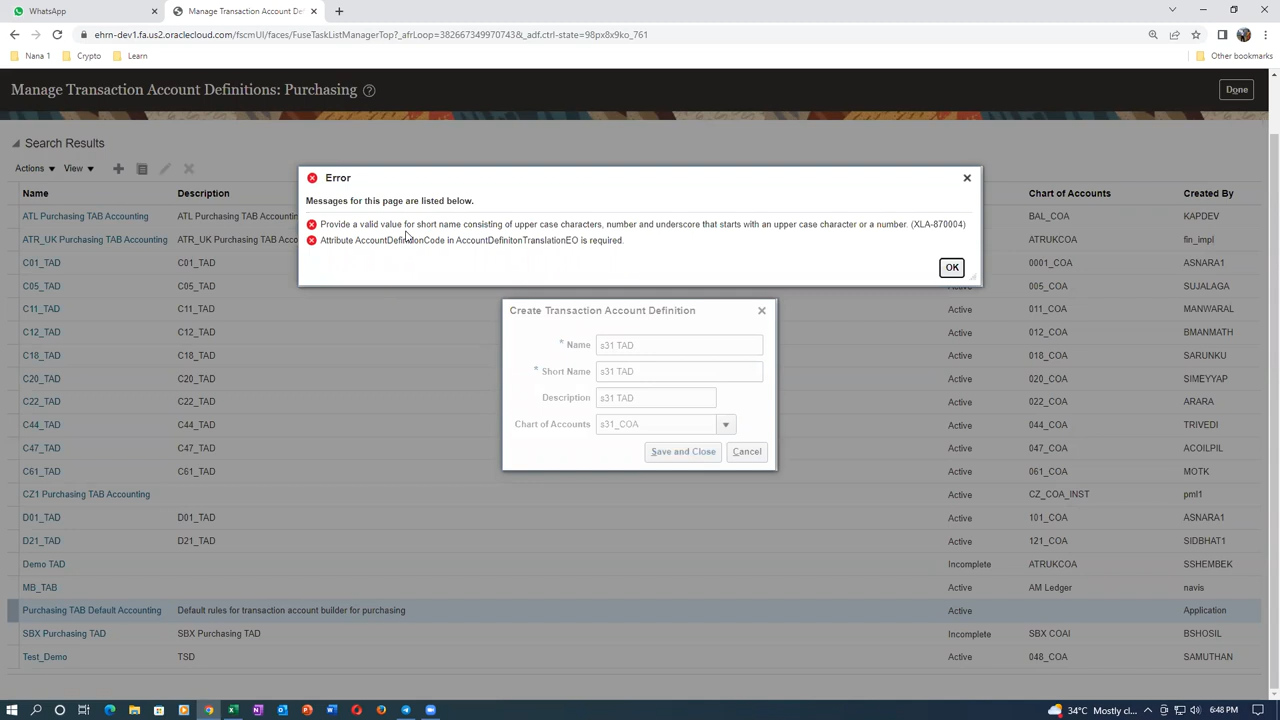 WhatsApp
Manage Transaction Account Def
ehrn-dev1.fa.us2.oraclecloud.com/fscmUI/faces/FuseTaskListManagerTop?_afrLoop=382667349970743&_adf.ctrl-state=98px8x9ko_761
Nana 1 Crypto Learn Other bookmarks
Manage Transaction Account Definitions: Purchasing Done
Search Results
Actions View
Name Description Chart of Accounts Created By
ATL Purchasing TAB Accounting ATL Purchasing TAB Accounti BAL_COA KAPDEV
ATR_UK Purchasing TAB Accounting ATR_UK Purchasing TAB Acc ATRUKCOA fin_impl
C01_TAD C01_TAD 0001_COA ASNARA1
C05_TAD C05_TAD Active 005_COA SUJALAGA
C11_TAD C11_TAD Active 011_COA MANWARAL
C12_TAD C12_TAD Active 012_COA BMANMATH
C18_TAD C18_TAD Active 018_COA SARUNKU
C20_TAD C20_TAD Active 020_COA SIMEYYAP
C22_TAD C22_TAD Active 022_COA ARARA
C44_TAD C44_TAD Active 044_COA TRIVEDI
C47_TAD C47_TAD Active 047_COA ACOILPIL
C61_TAD C61_TAD Active 061_COA MOTK
CZ1 Purchasing TAB Accounting Active CZ_COA_INST pml1
D01_TAD D01_TAD Active 101_COA ASNARA1
D21_TAD D21_TAD Active 121_COA SIDBHAT1
Demo TAD Incomplete ATRUKCOA SSHEMBEK
MB_TAB Active AM Ledger navis
Purchasing TAB Default Accounting Default rules for transaction account builder for purchasing Active Application
SBX Purchasing TAD SBX Purchasing TAD Incomplete SBX COAI BSHOSIL
Test_Demo TSD Active 048_COA SAMUTHAN
Error
Messages for this page are listed below.
Provide a valid value for short name consisting of upper case characters, number and underscore that starts with an upper case character or a number. (XLA-870004)
Attribute AccountDefinitionCode in AccountDefinitonTranslationEO is required.
OK
Create Transaction Account Definition
* Name s31 TAD
* Short Name s31 TAD
Description s31 TAD
Chart of Accounts s31_COA
Save and Close Cancel
34°C Mostly cl... 6:48 PM